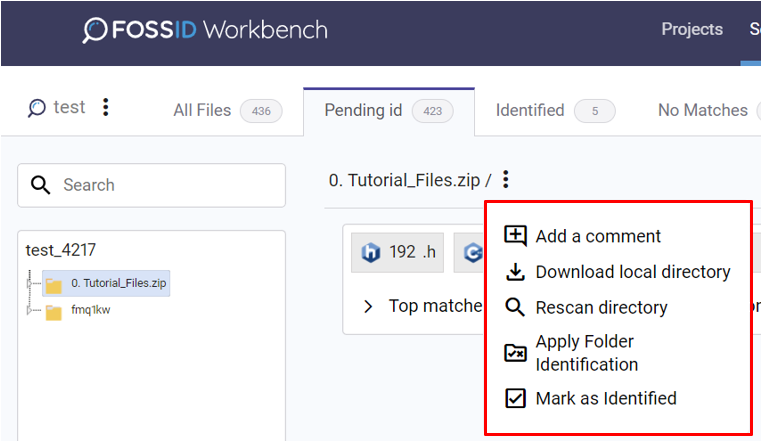 FOSSID Workbench
Projects
test
All Files 436
Pending id 423
Identified 5
No Matches
Search
0. Tutorial_Files.zip /
test_4217
0. Tutorial_Files.zip
fmq1kw
192 .h
Top matche
Add a comment
Download local directory
Rescan directory
Apply Folder
Identification
Mark as Identified